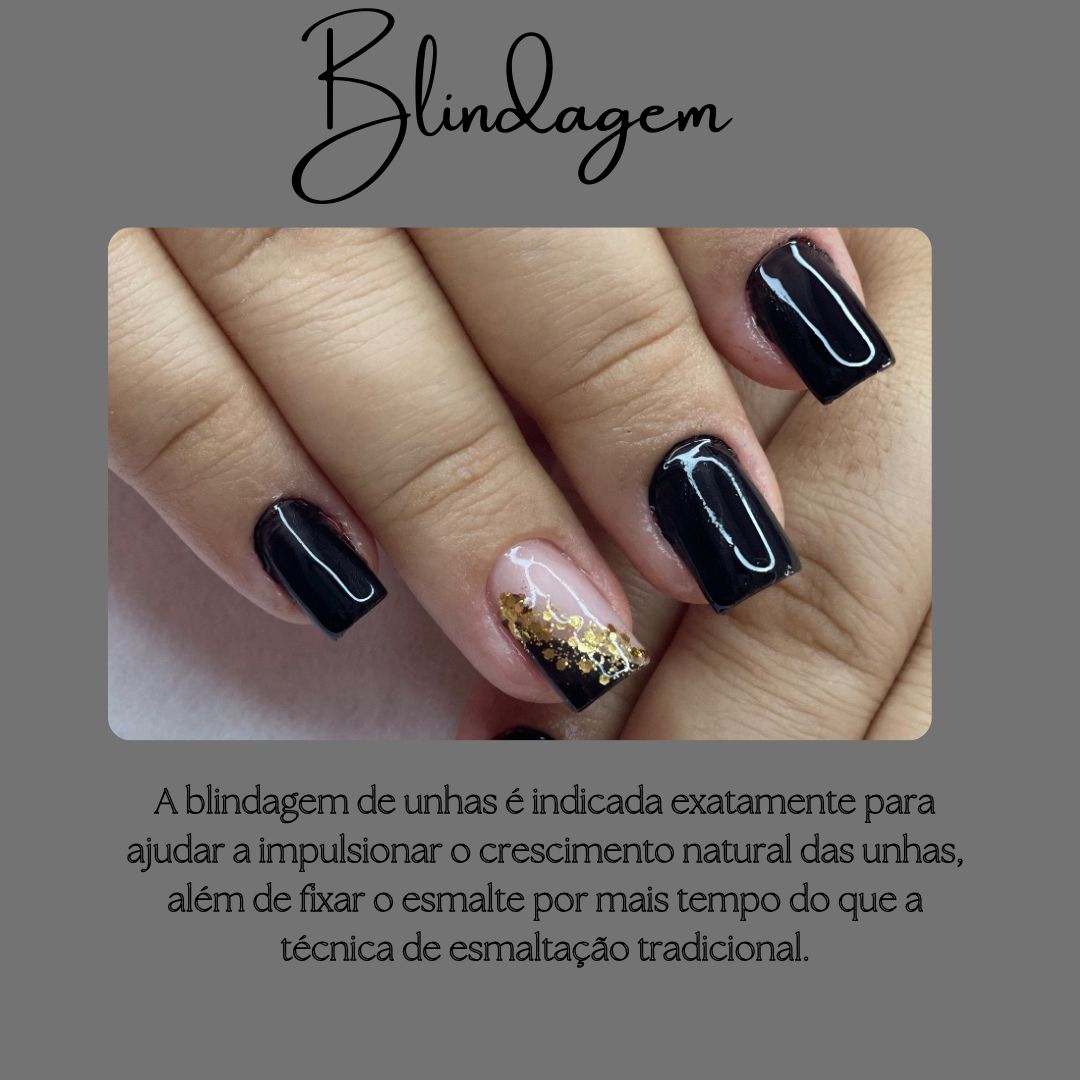 Blindagem
A blindagem de unhas é indicada exatamente para
ajudar a impulsionar o crescimento natural das unhas,
além de fixar o esmalte por mais tempo do que a
técnica de esmaltação tradicional.